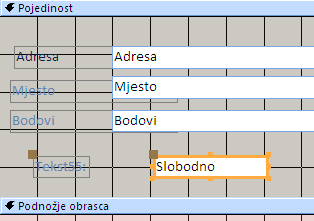 Pojedinost
Adresa Adresa
Mjesto Mjesto
Bodovi Bodovi
Tekst55: Slobodno
Podnožje obrasca